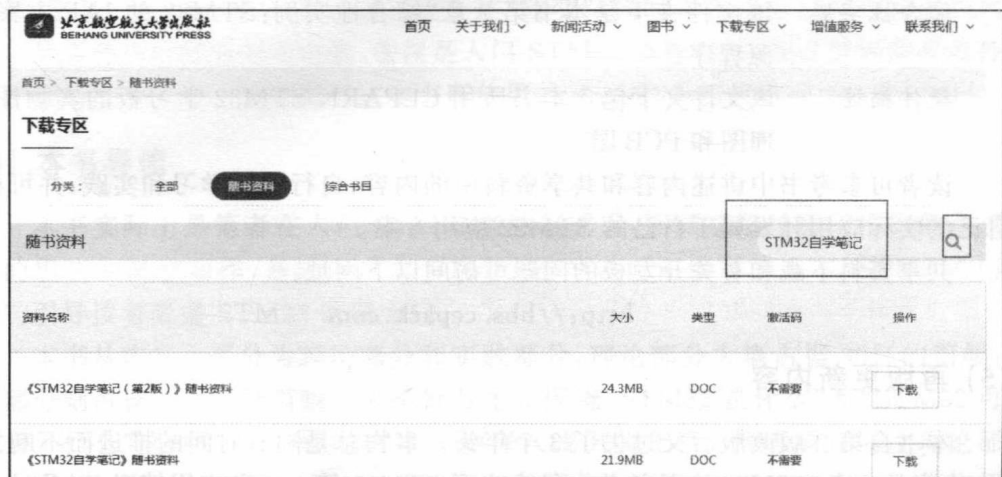 北京航空航天大学出版社
BEIHANG UNIVERSITY PRESS
首页 关于我们 新闻活动 图书 下载专区 增值服务 联系我们
首页 > 下载专区 > 随书资料
下载专区
分类： 全部 随书资料 综合书目
随书资料 STM32自学笔记
资料名称 大小 类型 激活码 操作
《STM32自学笔记（第2版）》随书资料 24.3MB DOC 不需要 下载
《STM32自学笔记》随书资料 21.9MB DOC 不需要 下载